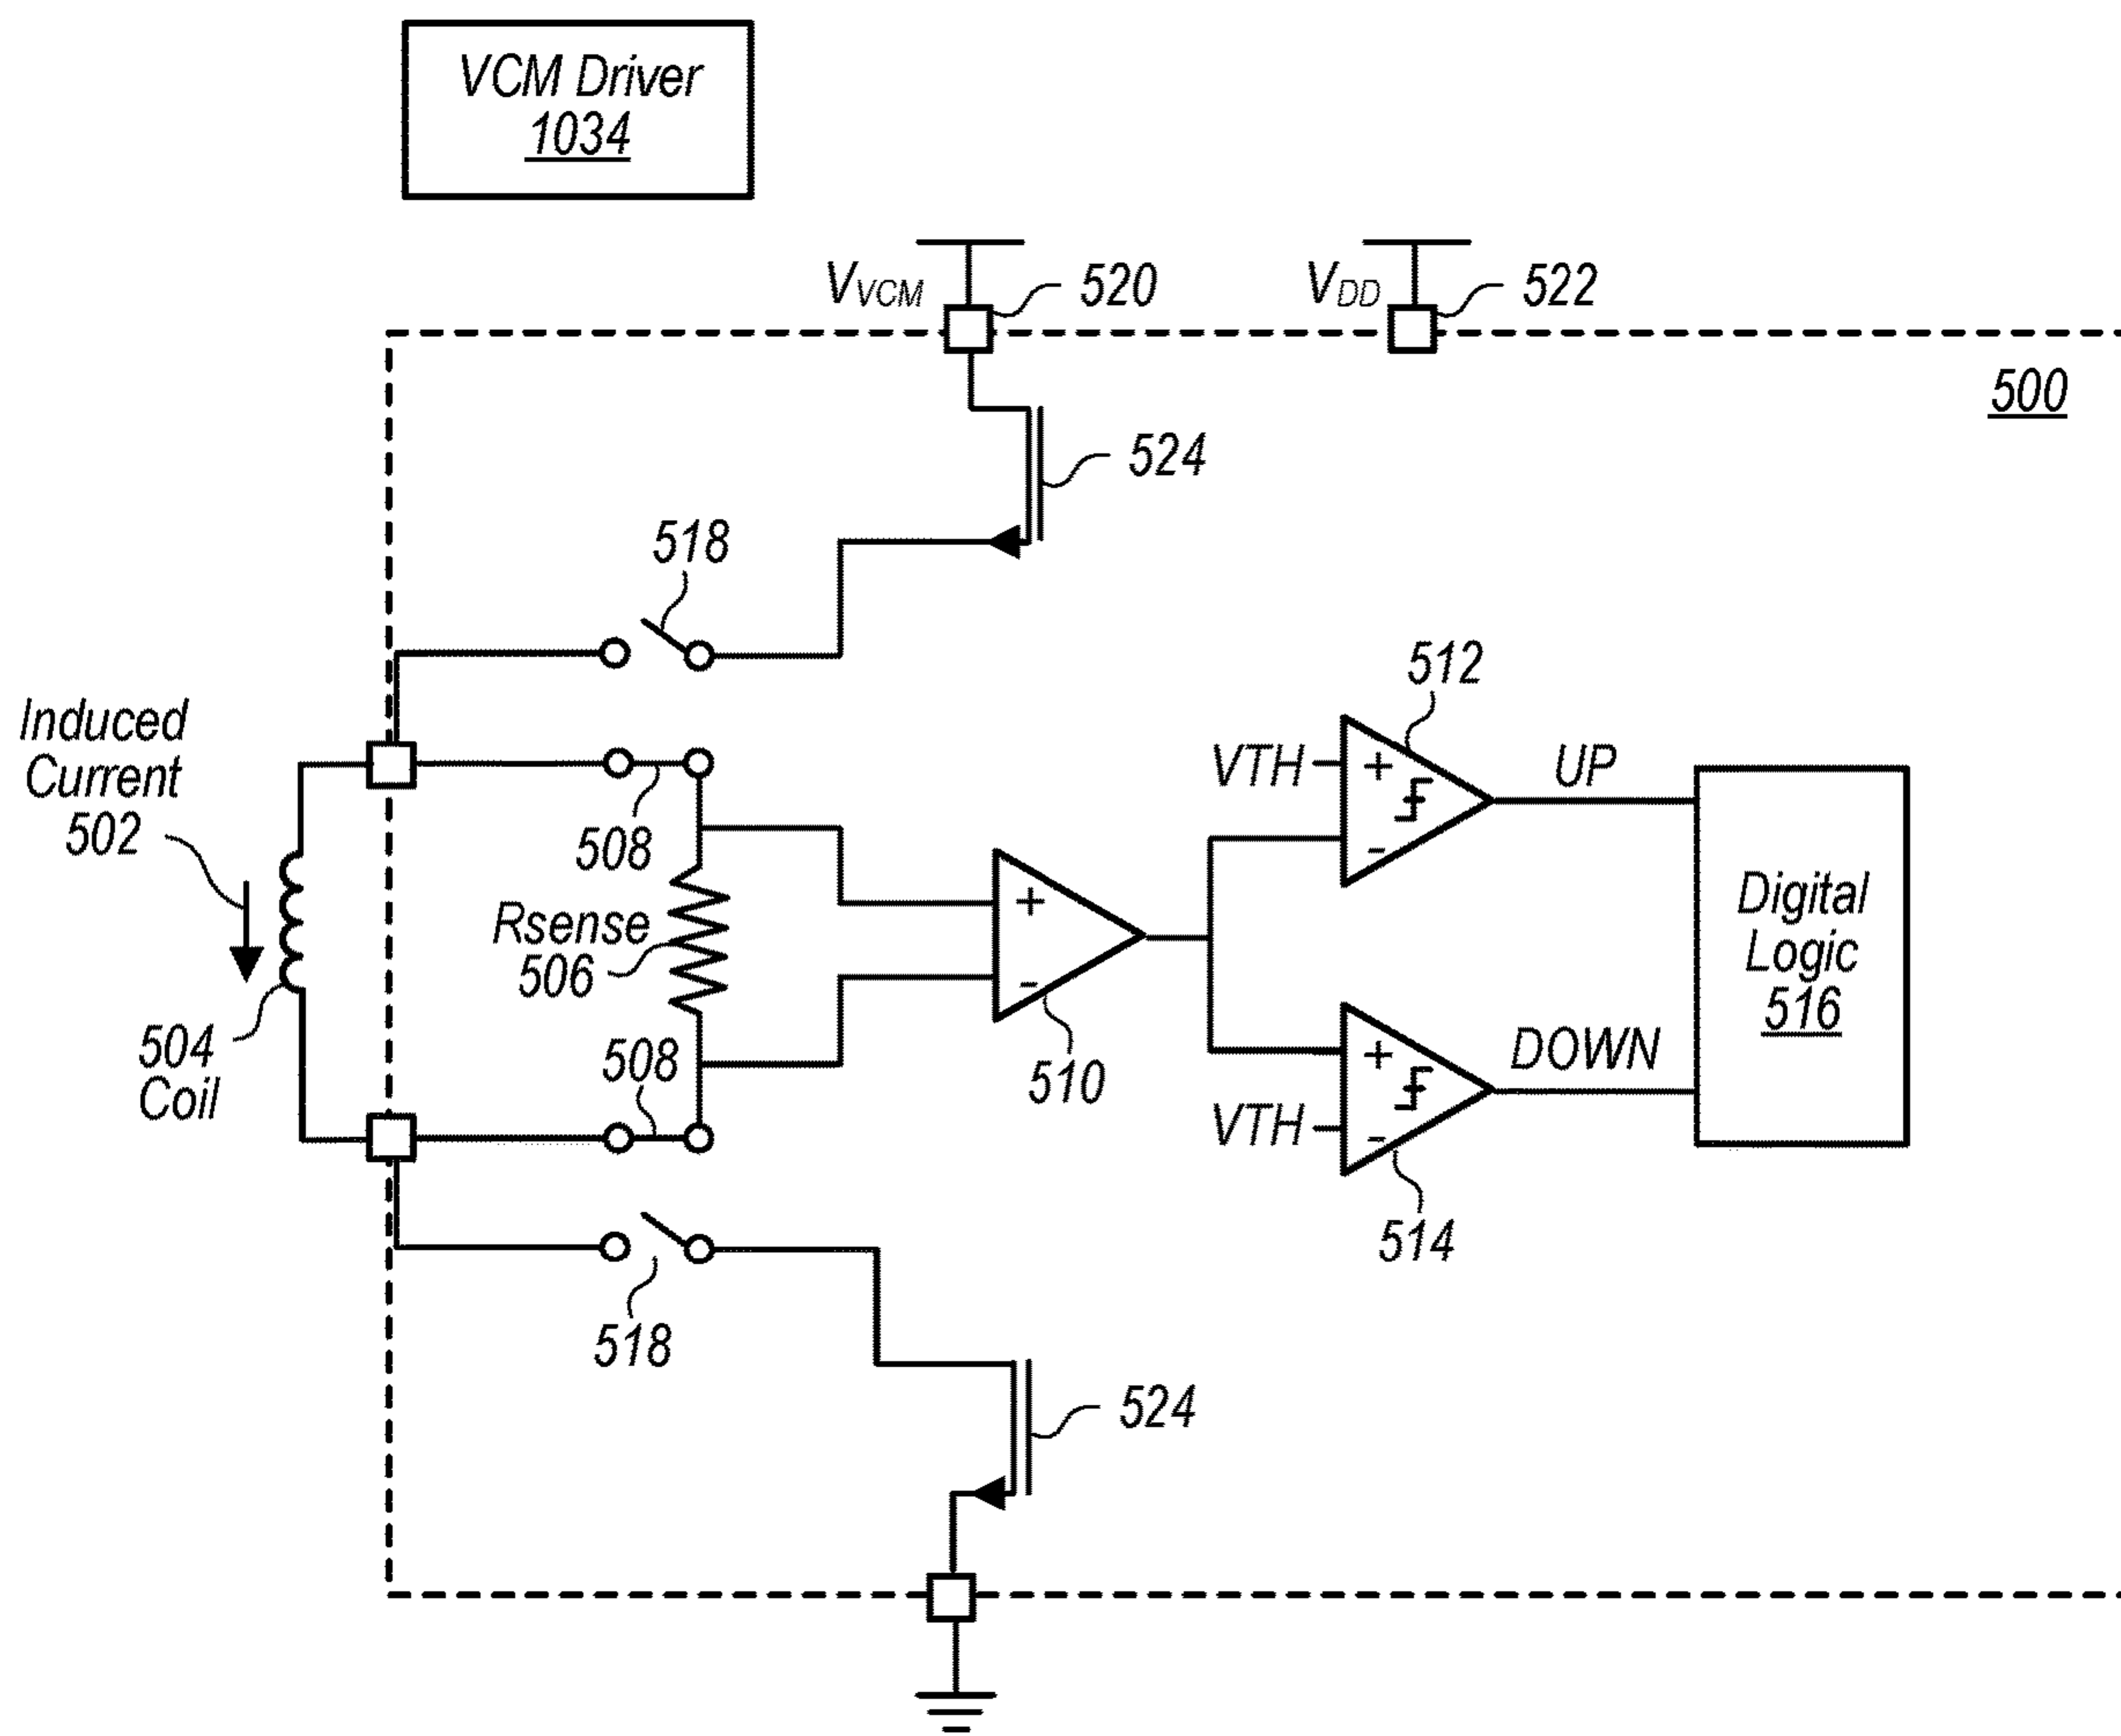 VCM Driver
1034
VVCM
520
VDD
522
500
524
518
512
Induced
Current
502
VTH
+
-
UP
508
Digital
Logic
516
Rsense
506
+
-
504
Coil
508
510
+
-
DOWN
VTH
514
518
524